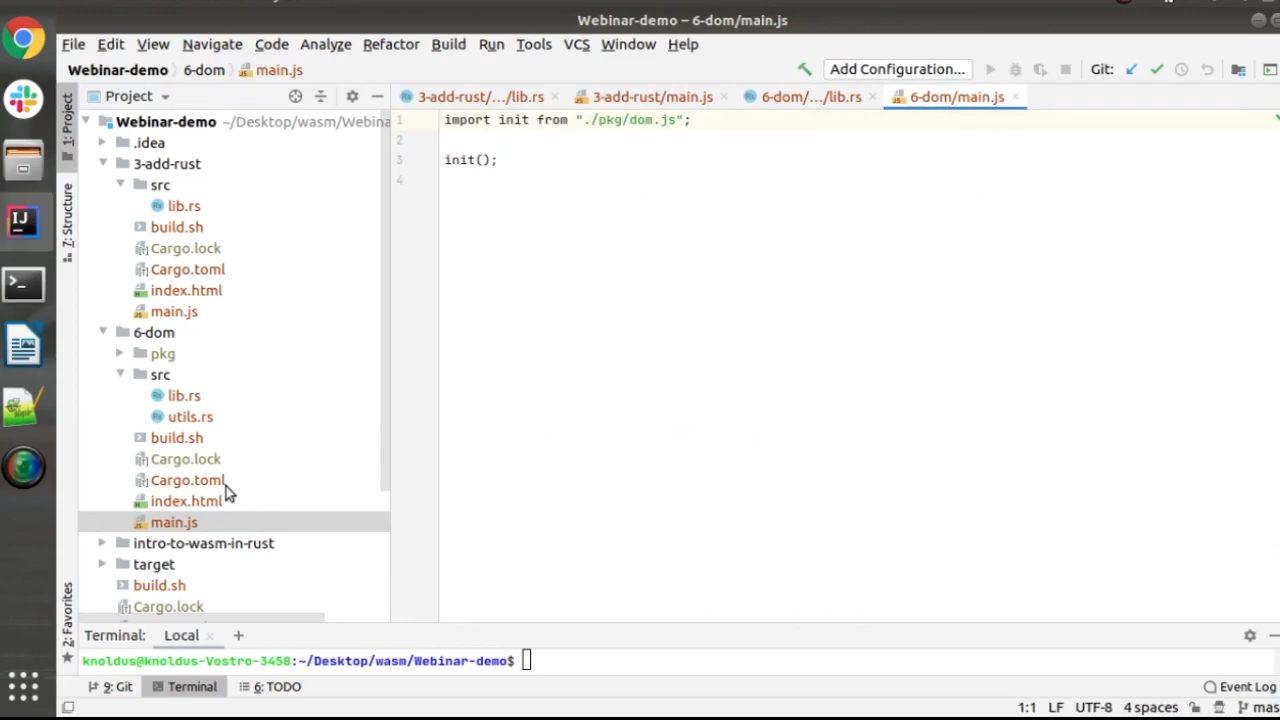 Webinar-demo – 6-dom/main.js
File Edit View Navigate Code Analyze Refactor Build Run Tools VCS Window Help
Webinar-demo 6-dom main.js Add Configuration... Git:
1: Project
Project
3-add-rust/.../lib.rs 3-add-rust/main.js 6-dom/.../lib.rs 6-dom/main.js
Webinar-demo ~/Desktop/wasm/Webina
.idea
3-add-rust
src
lib.rs
build.sh
Cargo.lock
Cargo.toml
index.html
main.js
6-dom
pkg
src
lib.rs
utils.rs
build.sh
Cargo.lock
Cargo.toml
index.html
main.js
intro-to-wasm-in-rust
target
build.sh
Cargo.lock
7: Structure
2: Favorites
1 import init from "./pkg/dom.js";
2
3 init();
4
Terminal: Local
knoldus@knoldus-Vostro-3458:~/Desktop/wasm/Webinar-demo$
9: Git Terminal 6: TODO Event Log
1:1 LF UTF-8 4 spaces mas